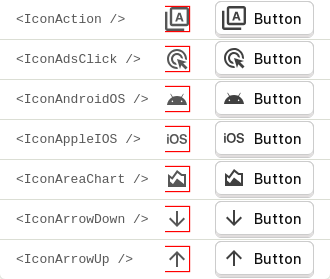 <IconAction /> A A Button
<IconAdsClick /> Button
<IconAndroidOS /> Button
<IconAppleIOS /> iOS iOS Button
<IconAreaChart /> Button
<IconArrowDown /> Button
<IconArrowUp /> Button